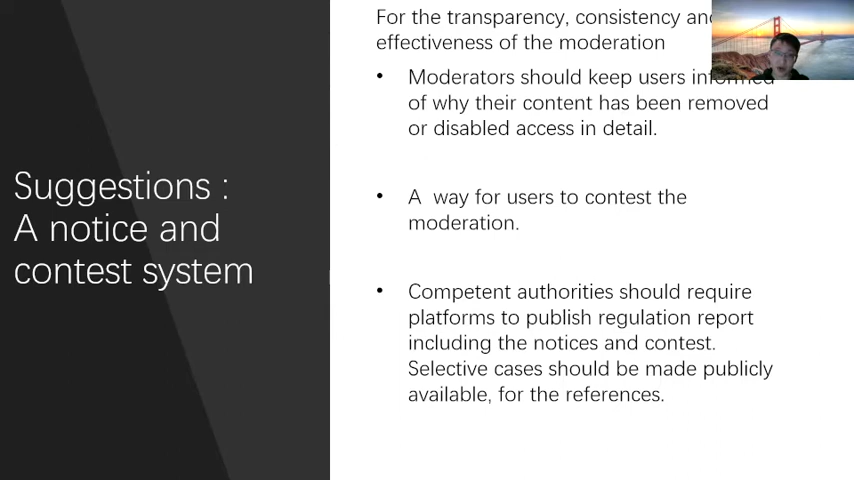 Suggestions :
A notice and
contest system
For the transparency, consistency and
effectiveness of the moderation
• Moderators should keep users informed
of why their content has been removed
or disabled access in detail.
• A way for users to contest the
moderation.
• Competent authorities should require
platforms to publish regulation report
including the notices and contest.
Selective cases should be made publicly
available, for the references.